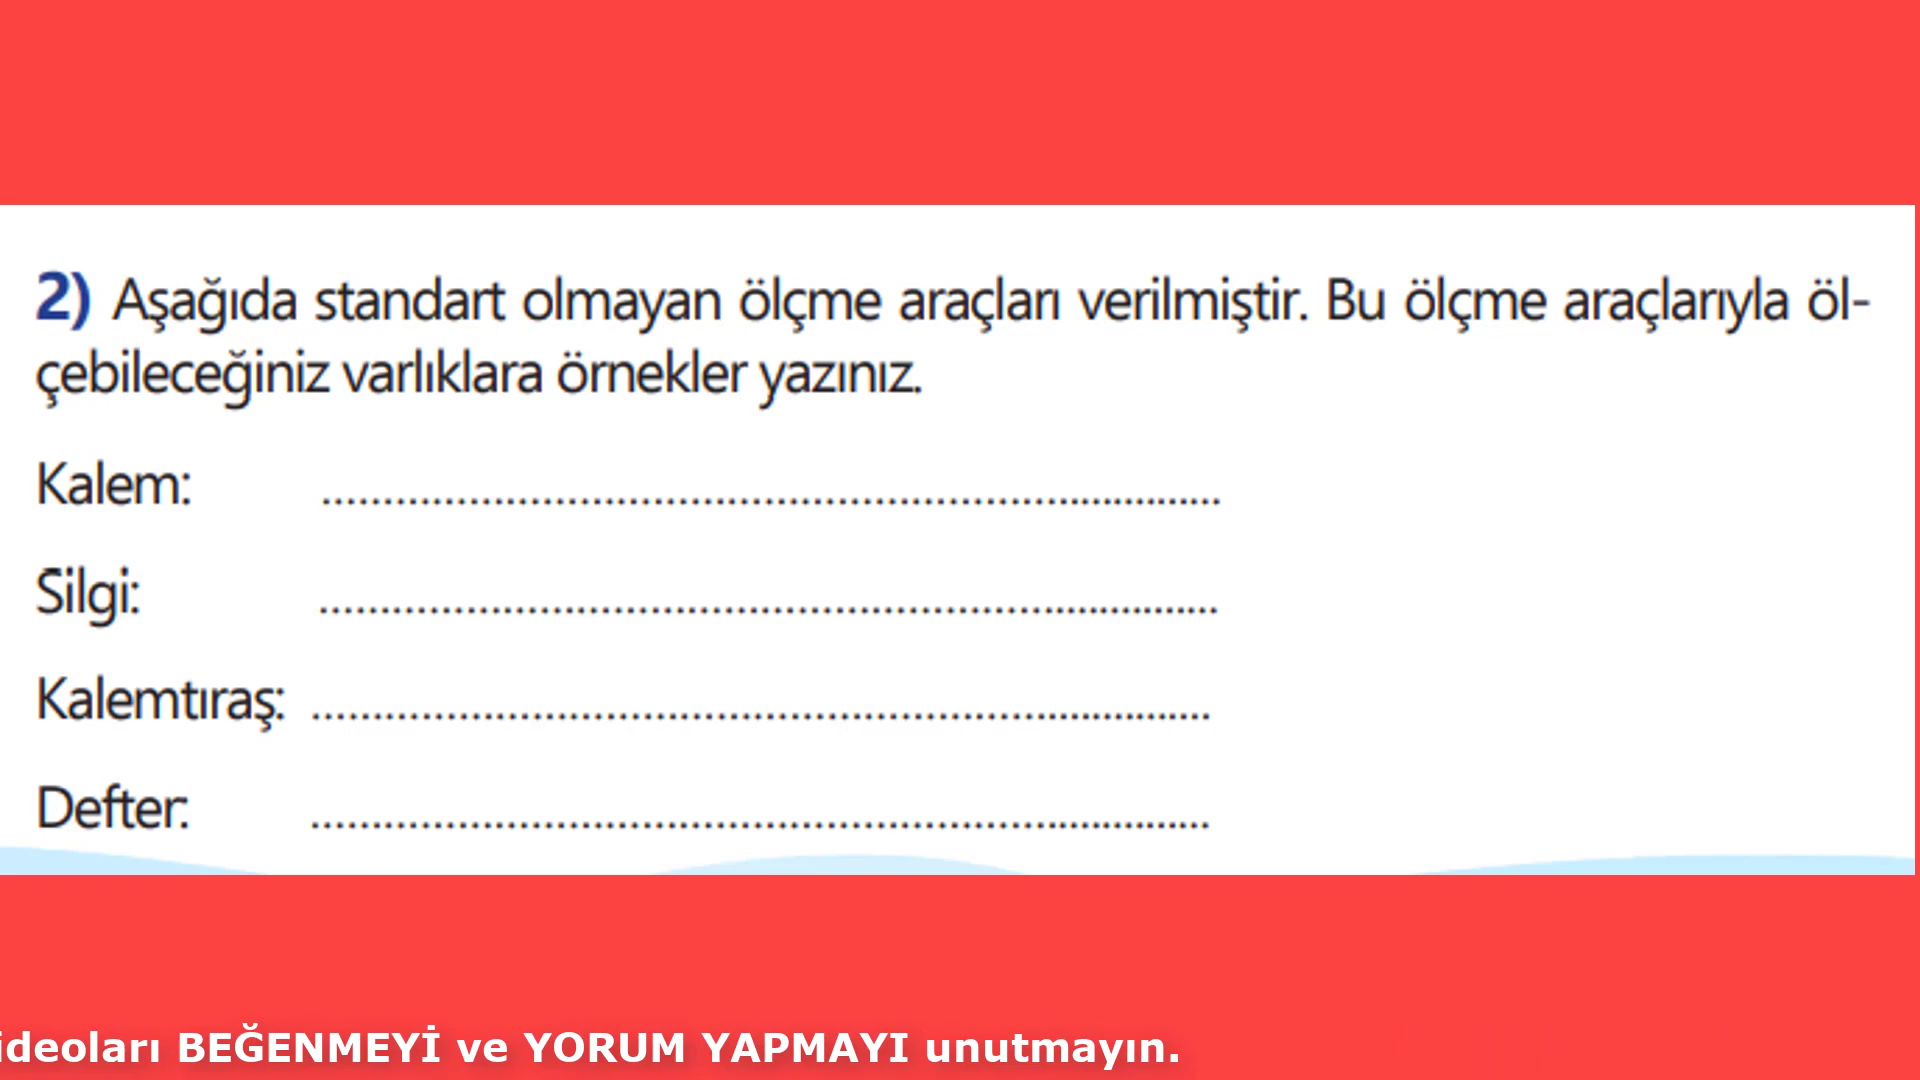 2) Aşağıda standart olmayan ölçme araçları verilmiştir. Bu ölçme araçlarıyla öl-
çebileceğiniz varlıklara örnekler yazınız.
Kalem: ..........................................................................
Silgi: ..........................................................................
Kalemtıraş: ..........................................................................
Defter: ..........................................................................
ideoları BEĞENMEYİ ve YORUM YAPMAYI unutmayın.